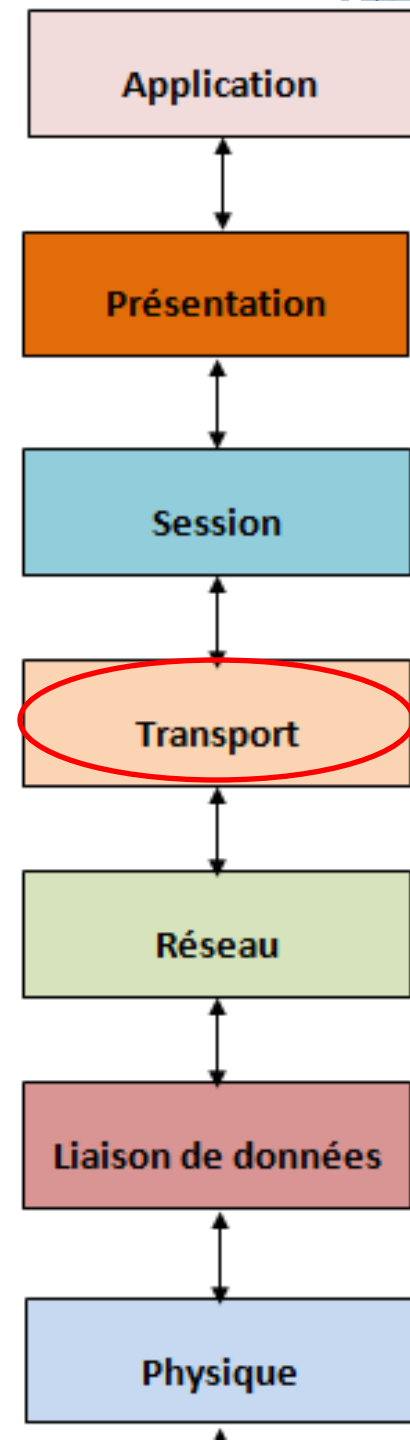 Application
Présentation
Session
Transport
Réseau
Liaison de données
Physique